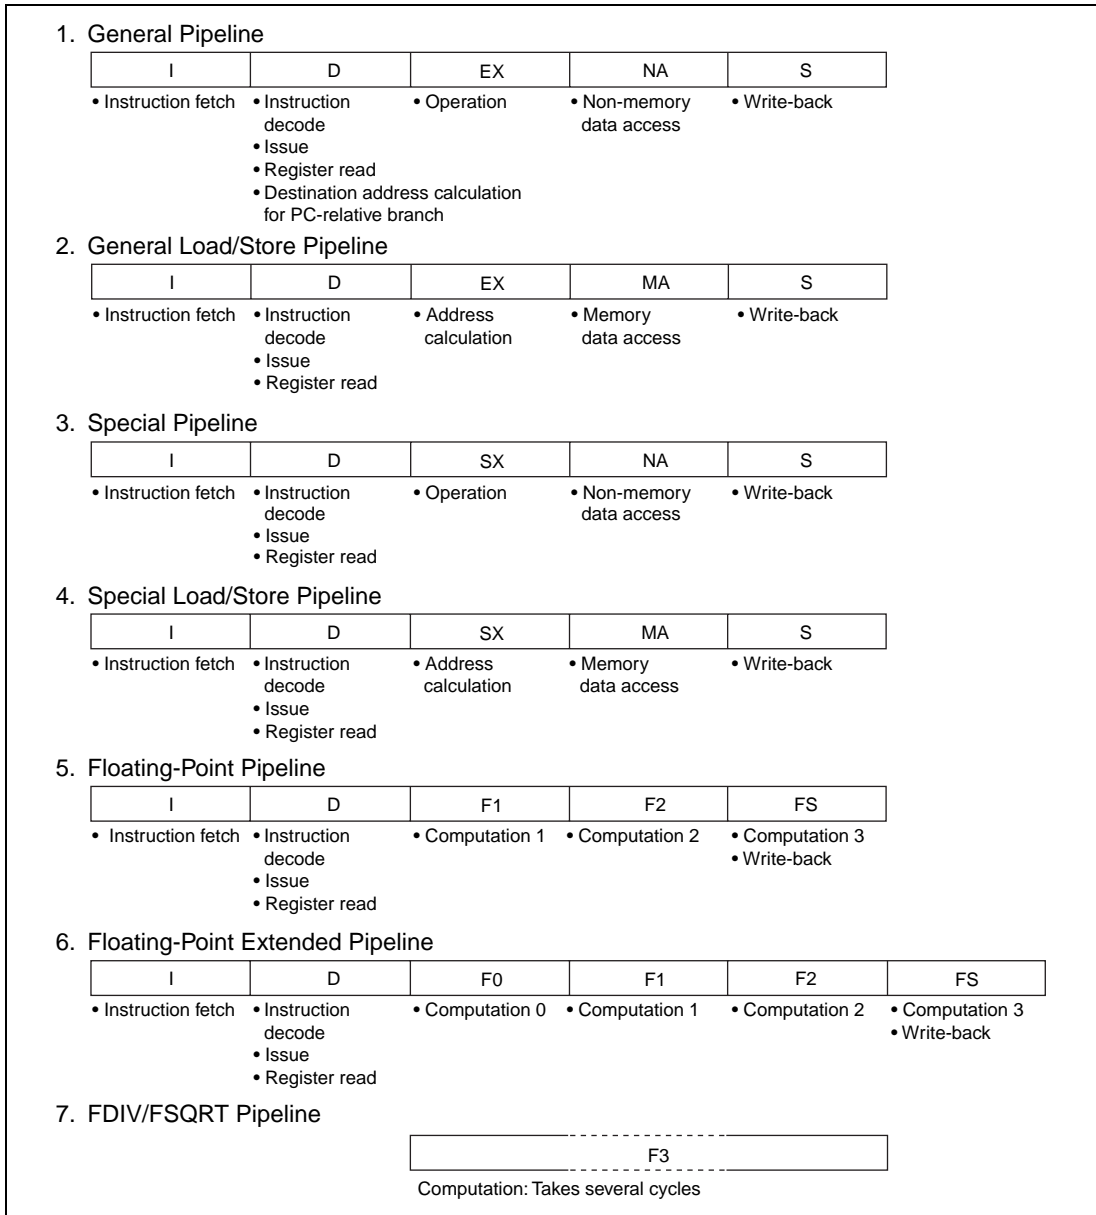 1. General Pipeline
I D EX NA S
• Instruction fetch • Instruction • Operation • Non-memory • Write-back
decode data access
• Issue
• Register read
• Destination address calculation
for PC-relative branch
2. General Load/Store Pipeline
I D EX MA S
• Instruction fetch • Instruction • Address • Memory • Write-back
decode calculation data access
• Issue
• Register read
3. Special Pipeline
I D SX NA S
• Instruction fetch • Instruction • Operation • Non-memory • Write-back
decode data access
• Issue
• Register read
4. Special Load/Store Pipeline
I D SX MA S
• Instruction fetch • Instruction • Address • Memory • Write-back
decode calculation data access
• Issue
• Register read
5. Floating-Point Pipeline
I D F1 F2 FS
• Instruction fetch • Instruction • Computation 1 • Computation 2 • Computation 3
decode • Write-back
• Issue
• Register read
6. Floating-Point Extended Pipeline
I D F0 F1 F2 FS
• Instruction fetch • Instruction • Computation 0 • Computation 1 • Computation 2 • Computation 3
decode • Write-back
• Issue
• Register read
7. FDIV/FSQRT Pipeline
F3
Computation: Takes several cycles